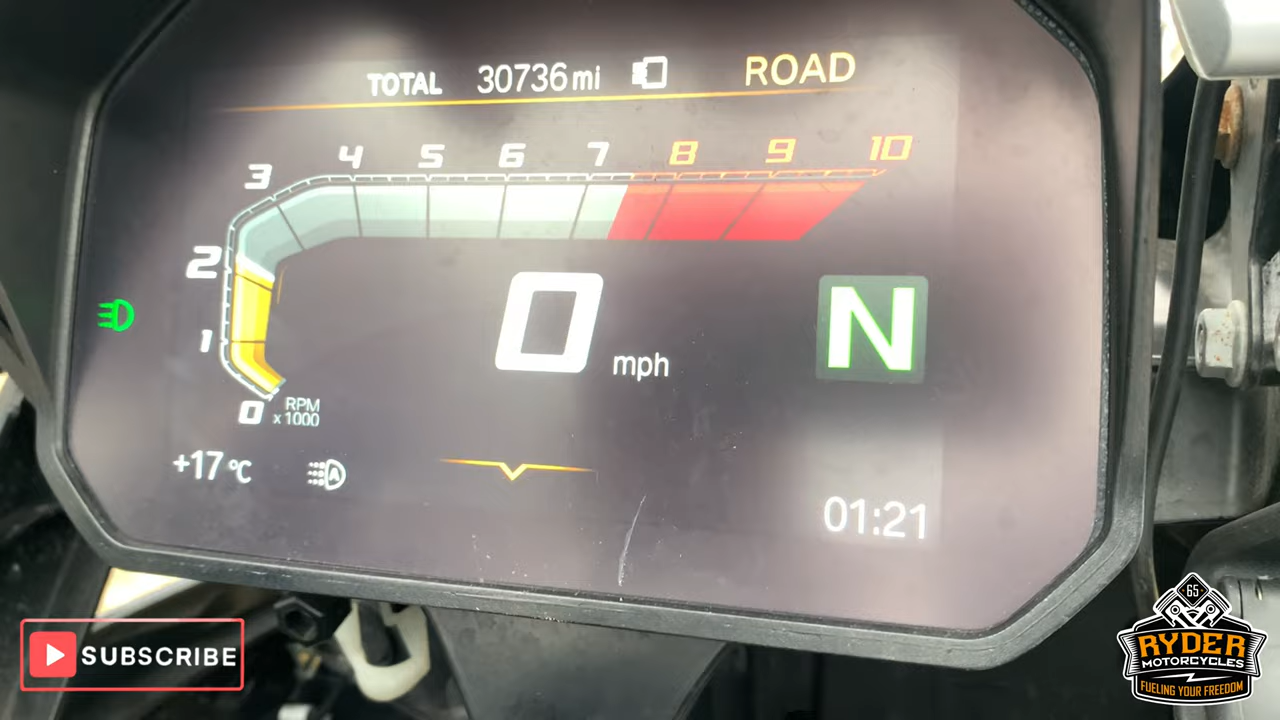 TOTAL 30736 mi ROAD
3 4 5 6 7 8 9 10
2
1
0 RPM x 1000
0 mph
N
+17 °C
A
01:21
SUBSCRIBE
65
RYDER
MOTORCYCLES
FUELING YOUR FREEDOM